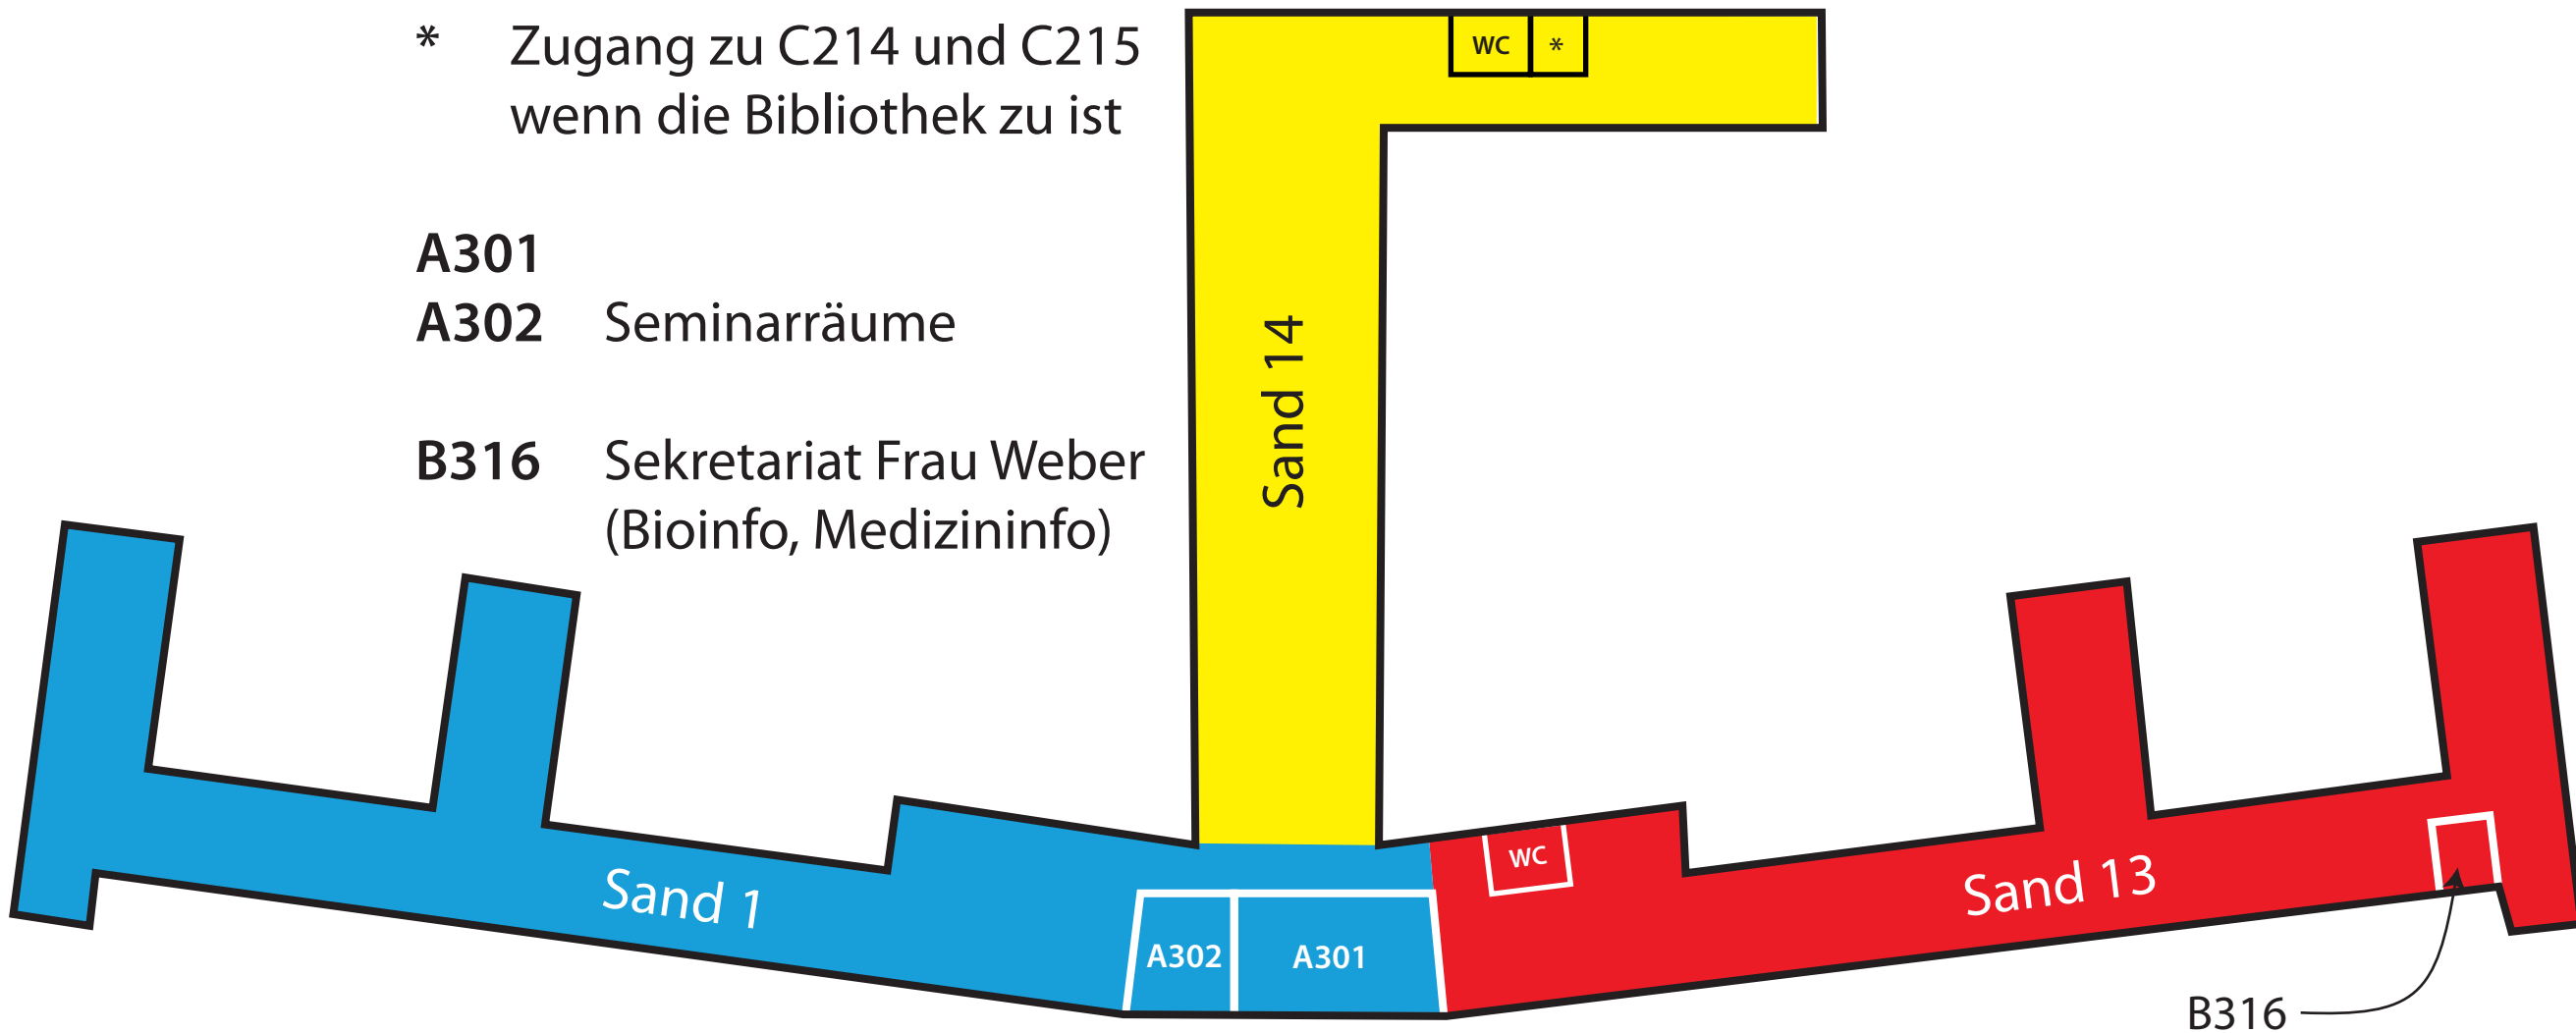 * Zugang zu C214 und C215
wenn die Bibliothek zu ist
A301
A302 Seminarräume
B316 Sekretariat Frau Weber
(Bioinfo, Medizininfo)
WC *
Sand 14
Sand 1
A302 A301
WC
Sand 13
B316